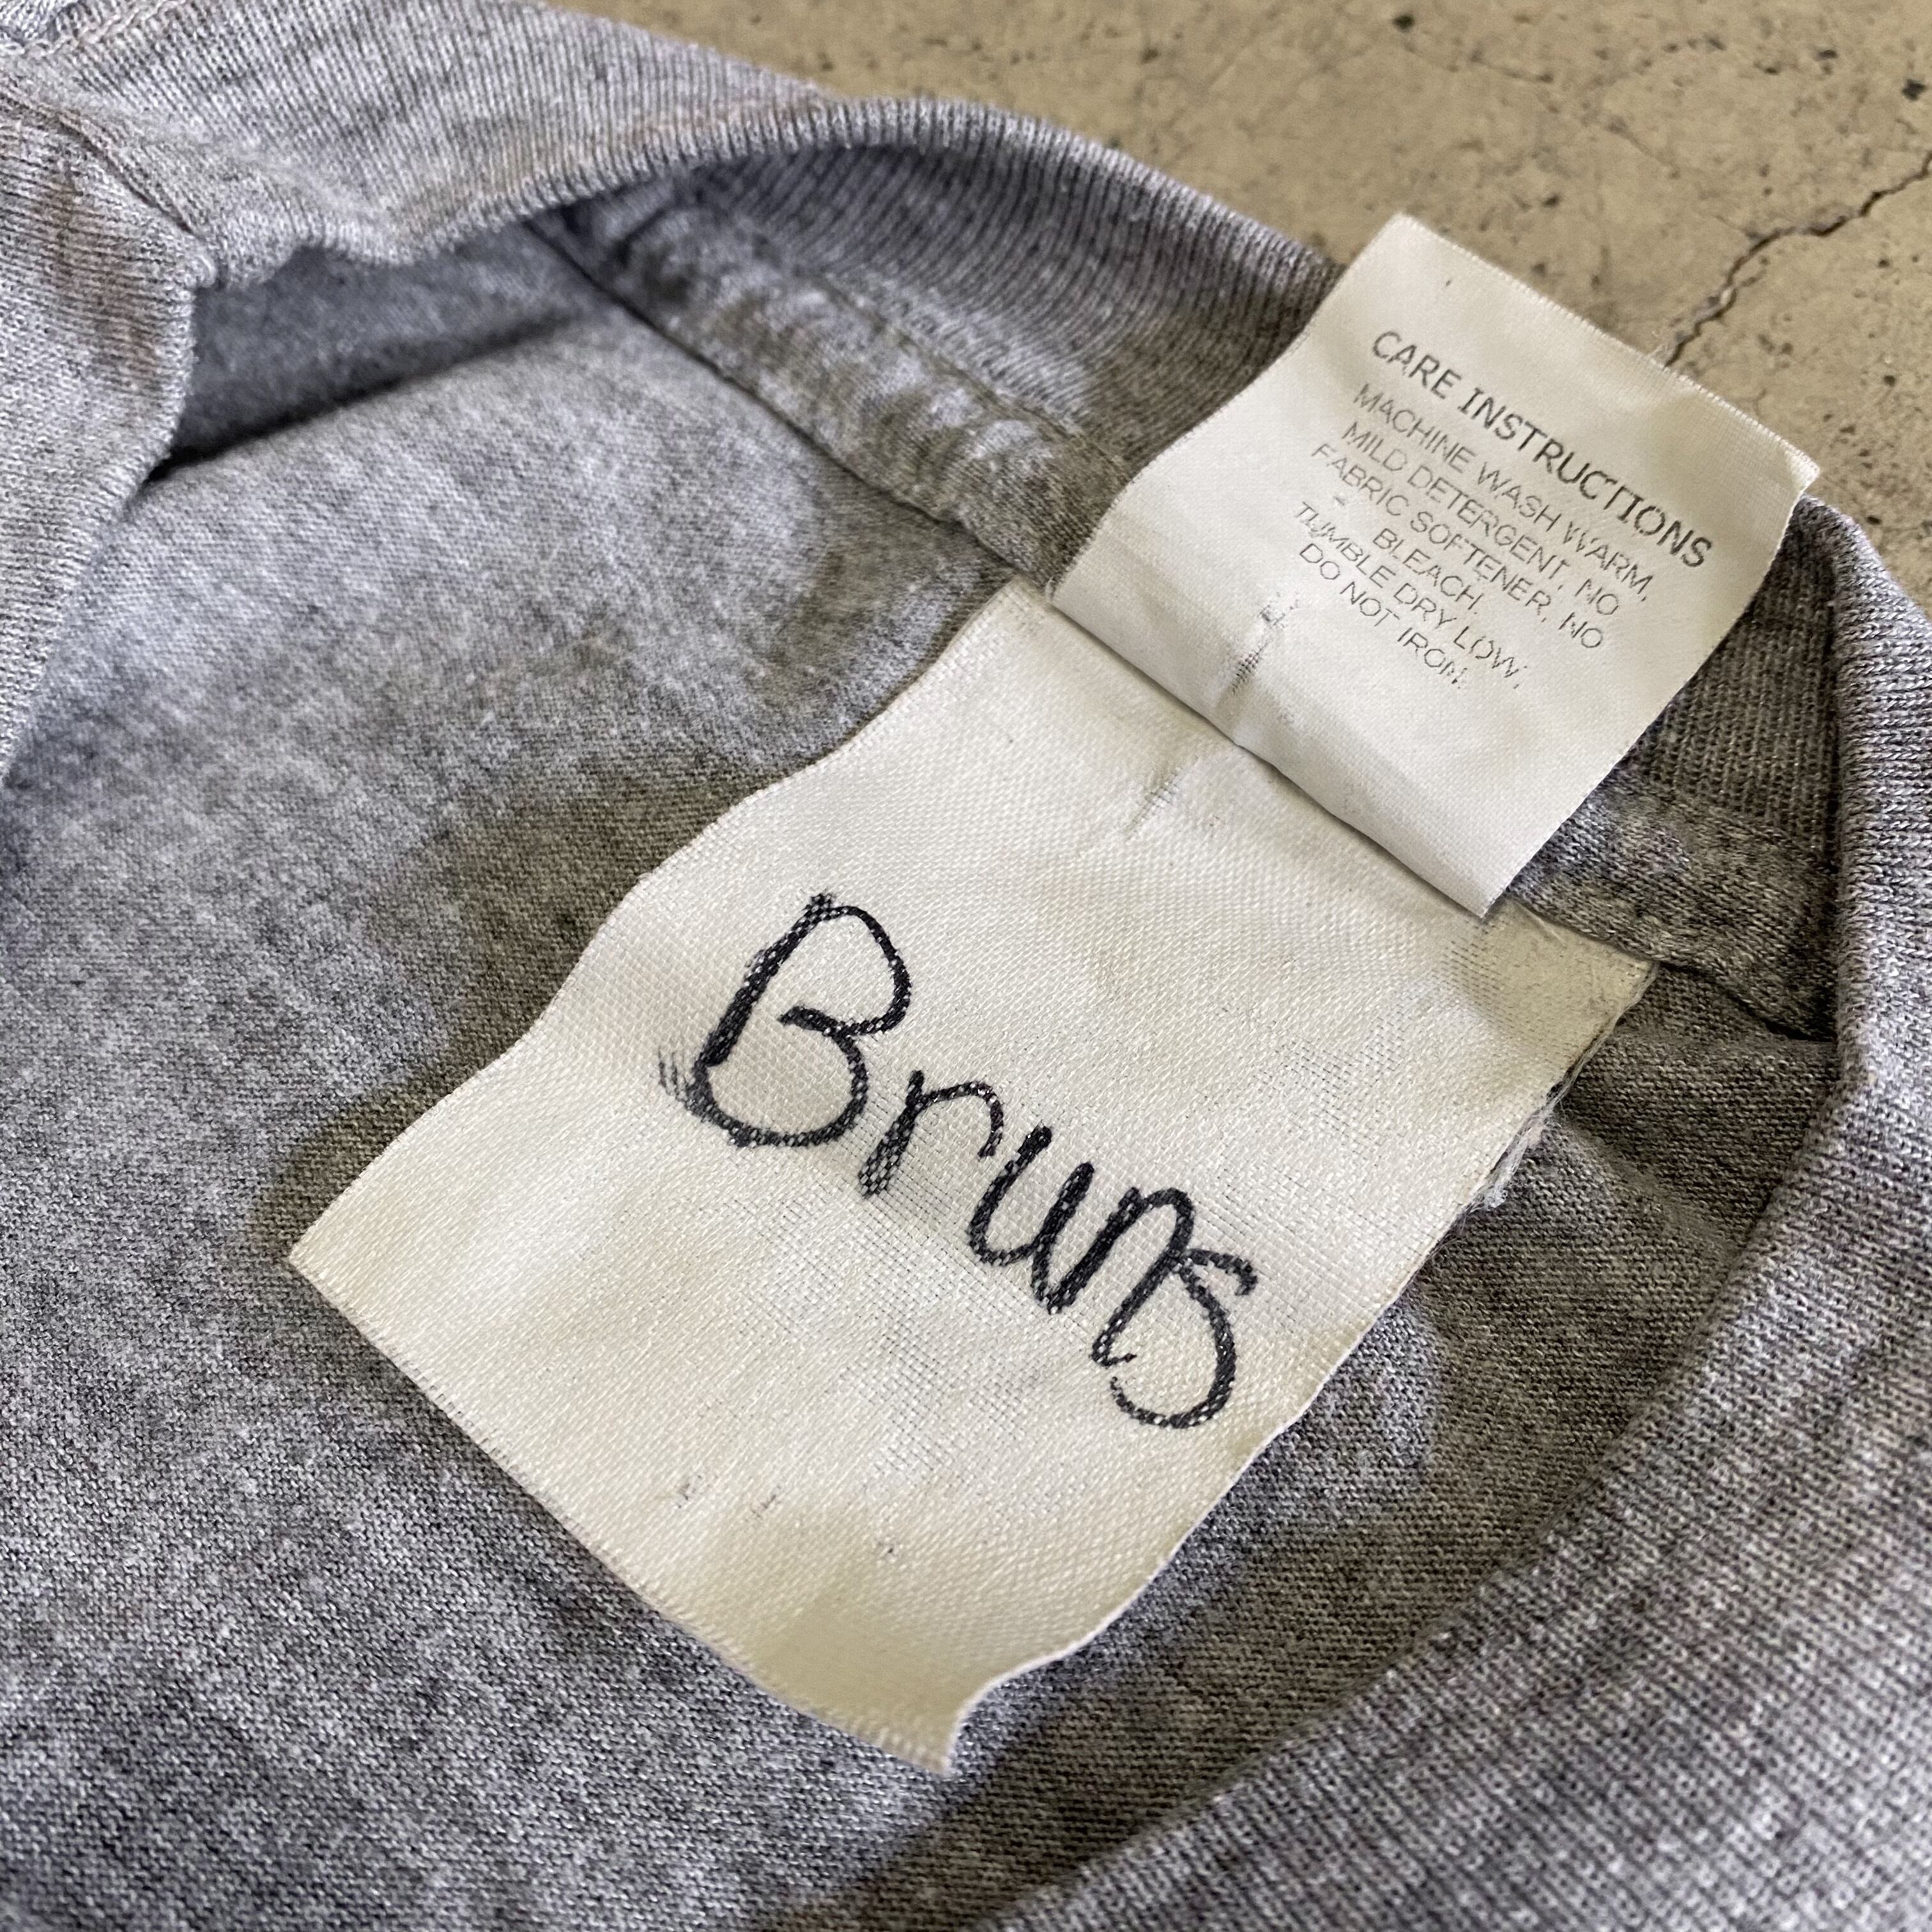 CARE INSTRUCTIONS
MACHINE WASH WARM,
MILD DETERGENT, NO
FABRIC SOFTENER, NO
BLEACH,
TUMBLE DRY LOW,
DO NOT IRON.
Bruns